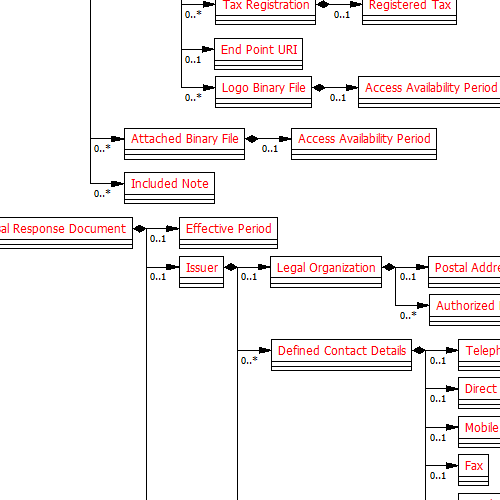 Tax Registration
Registered Tax
0..*
0..1
End Point URI
0..1
Logo Binary File
Access Availability Period
0..*
0..1
Attached Binary File
Access Availability Period
0..*
0..1
Included Note
0..*
Response Document
Effective Period
0..1
Issuer
Legal Organization
Postal
0..1
0..1
0..1
Authorized
0..*
Defined Contact Details
0..*
0..1
Direct
0..1
Mobile
0..1
Fax
0..1